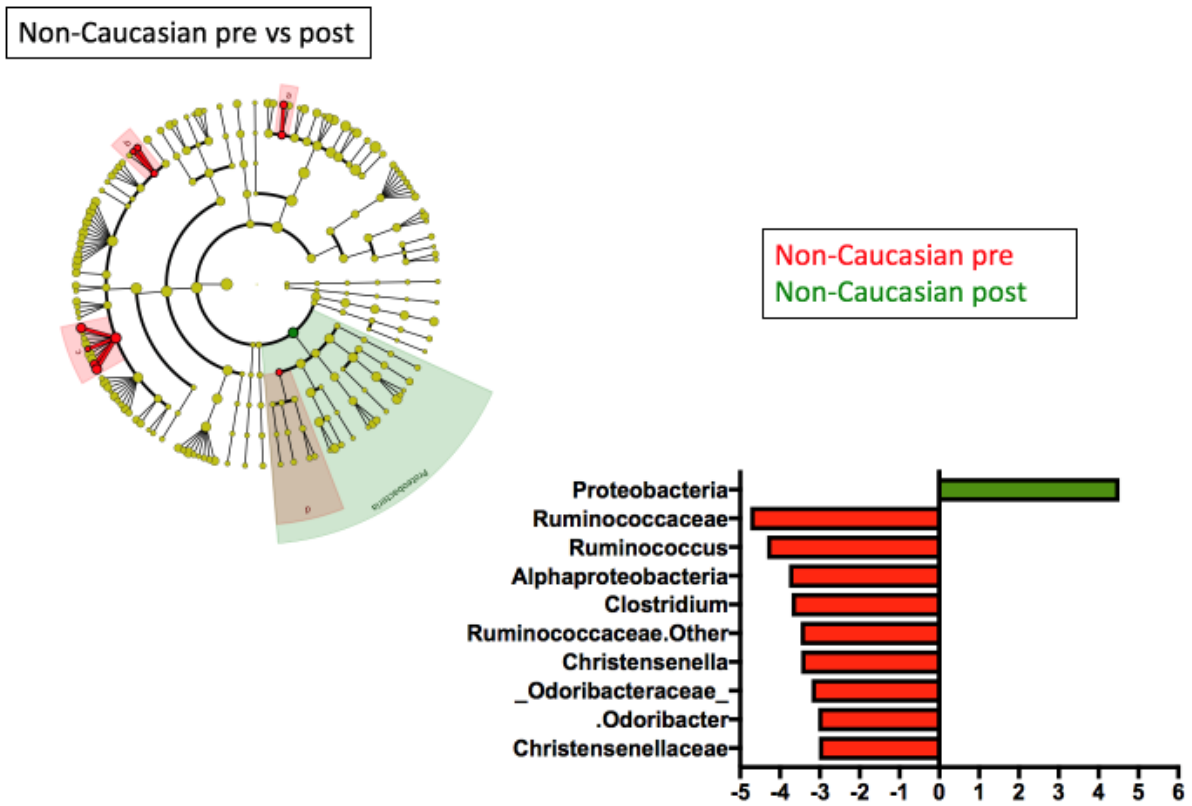 Non-Caucasian pre vs post
a
b
c
d
Proteobacteria
Non-Caucasian pre
Non-Caucasian post
Proteobacteria
Ruminococcaceae
Ruminococcus
Alphaproteobacteria
Clostridium
Ruminococcaceae.Other
Christensenella
_Odoribacteraceae_
.Odoribacter
Christensenellaceae
-5 -4 -3 -2 -1 0 1 2 3 4 5 6